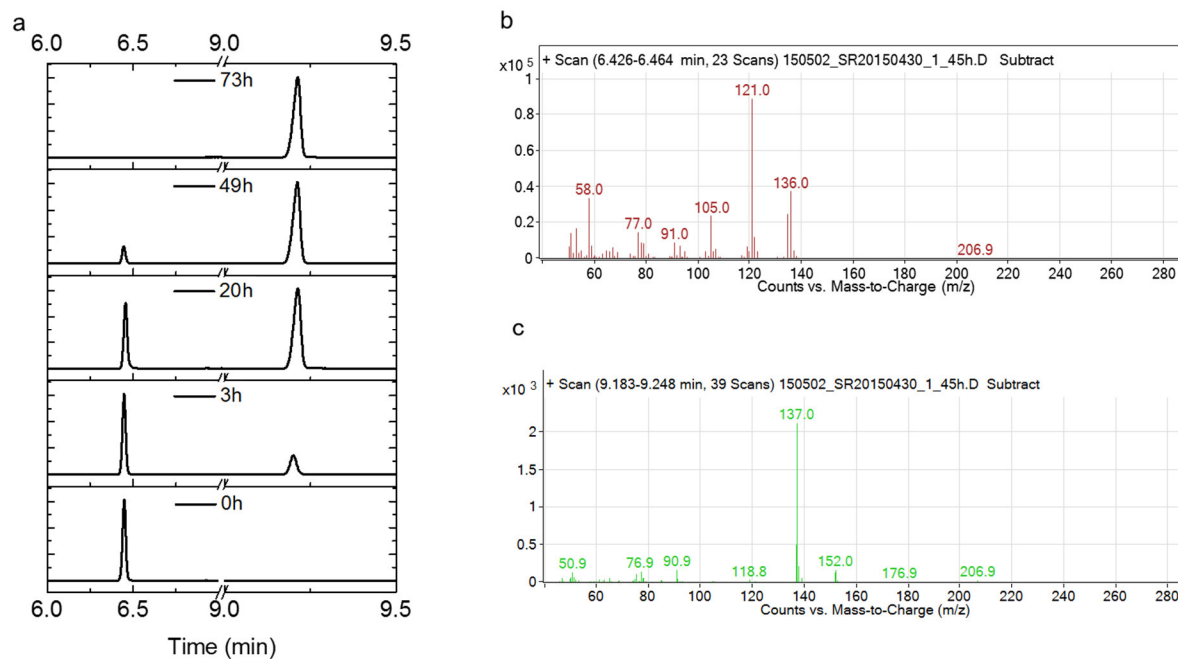 a
6.0 6.5 9.0 9.5
73h
49h
20h
3h
0h
6.0 6.5 9.0 9.5
Time (min)
b
+ Scan (6.426-6.464 min, 23 Scans) 150502_SR20150430_1_45h.D Subtract
x10 5
1
0.8
0.6
0.4
0.2
0
58.0
77.0
91.0
105.0
121.0
136.0
206.9
60 80 100 120 140 160 180 200 220 240 260 280
Counts vs. Mass-to-Charge (m/z)
c
+ Scan (9.183-9.248 min, 39 Scans) 150502_SR20150430_1_45h.D Subtract
x10 3
2
1.5
1
0.5
0
50.9
76.9
90.9
118.8
137.0
152.0
176.9
206.9
60 80 100 120 140 160 180 200 220 240 260 280
Counts vs. Mass-to-Charge (m/z)